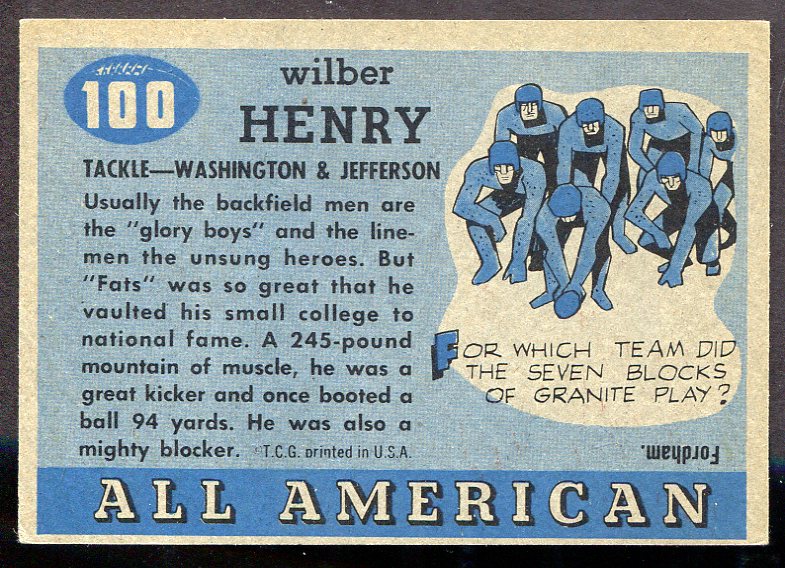 100
wilber
HENRY
TACKLE—WASHINGTON & JEFFERSON
Usually the backfield men are
the "glory boys" and the line-
men the unsung heroes. But
"Fats" was so great that he
vaulted his small college to
national fame. A 245-pound
mountain of muscle, he was a
great kicker and once booted a
ball 94 yards. He was also a
mighty blocker. T.C.G. printed in U.S.A.
FOR WHICH TEAM DID
THE SEVEN BLOCKS
OF GRANITE PLAY?
Fordham.
ALL AMERICAN